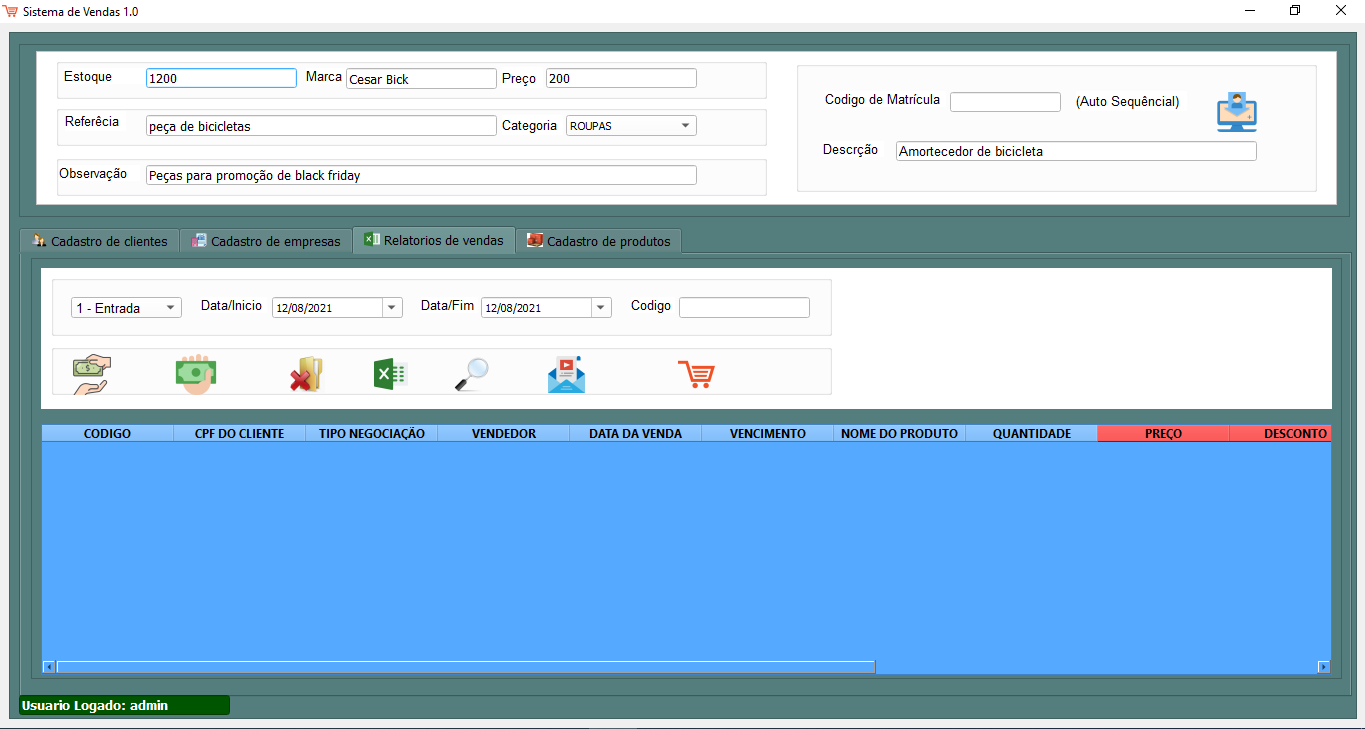 Sistema de Vendas 1.0
Estoque 1200 Marca Cesar Bick Preço 200
Codigo de Matrícula (Auto Sequêncial)
Referêcia peça de bicicletas Categoria ROUPAS
Descrção Amortecedor de bicicleta
Observação Peças para promoção de black friday
Cadastro de clientes Cadastro de empresas Relatorios de vendas Cadastro de produtos
1 - Entrada Data/Inicio 12/08/2021 Data/Fim 12/08/2021 Codigo
CODIGO CPF DO CLIENTE TIPO NEGOCIAÇÃO VENDEDOR DATA DA VENDA VENCIMENTO NOME DO PRODUTO QUANTIDADE PREÇO DESCONTO
Usuario Logado: admin